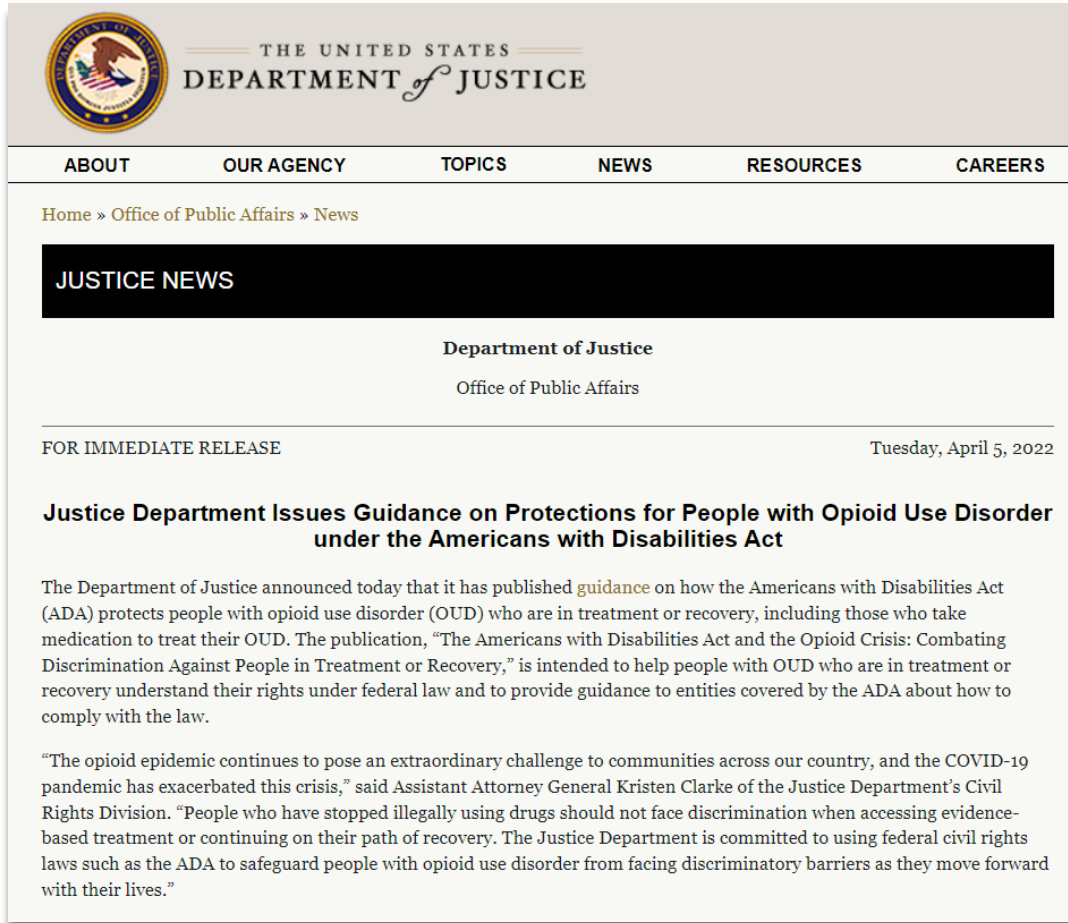 THE UNITED STATES
DEPARTMENT of JUSTICE
ABOUT OUR AGENCY TOPICS NEWS RESOURCES CAREERS
Home » Office of Public Affairs » News
JUSTICE NEWS
Department of Justice
Office of Public Affairs
FOR IMMEDIATE RELEASE Tuesday, April 5, 2022
Justice Department Issues Guidance on Protections for People with Opioid Use Disorder
under the Americans with Disabilities Act
The Department of Justice announced today that it has published guidance on how the Americans with Disabilities Act
(ADA) protects people with opioid use disorder (OUD) who are in treatment or recovery, including those who take
medication to treat their OUD. The publication, “The Americans with Disabilities Act and the Opioid Crisis: Combating
Discrimination Against People in Treatment or Recovery,” is intended to help people with OUD who are in treatment or
recovery understand their rights under federal law and to provide guidance to entities covered by the ADA about how to
comply with the law.
“The opioid epidemic continues to pose an extraordinary challenge to communities across our country, and the COVID-19
pandemic has exacerbated this crisis,” said Assistant Attorney General Kristen Clarke of the Justice Department’s Civil
Rights Division. “People who have stopped illegally using drugs should not face discrimination when accessing evidence-
based treatment or continuing on their path of recovery. The Justice Department is committed to using federal civil rights
laws such as the ADA to safeguard people with opioid use disorder from facing discriminatory barriers as they move forward
with their lives.”